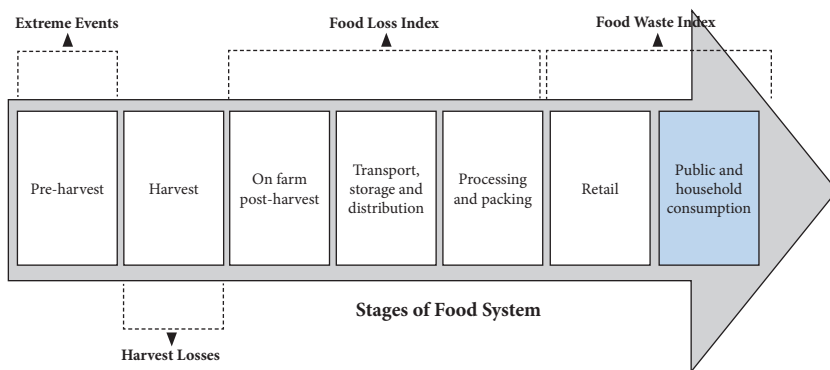 Extreme Events
Food Loss Index
Food Waste Index
Pre-harvest
Harvest
On farm
post-harvest
Transport,
storage and
distribution
Processing
and packing
Retail
Public and
household
consumption
Stages of Food System
Harvest Losses